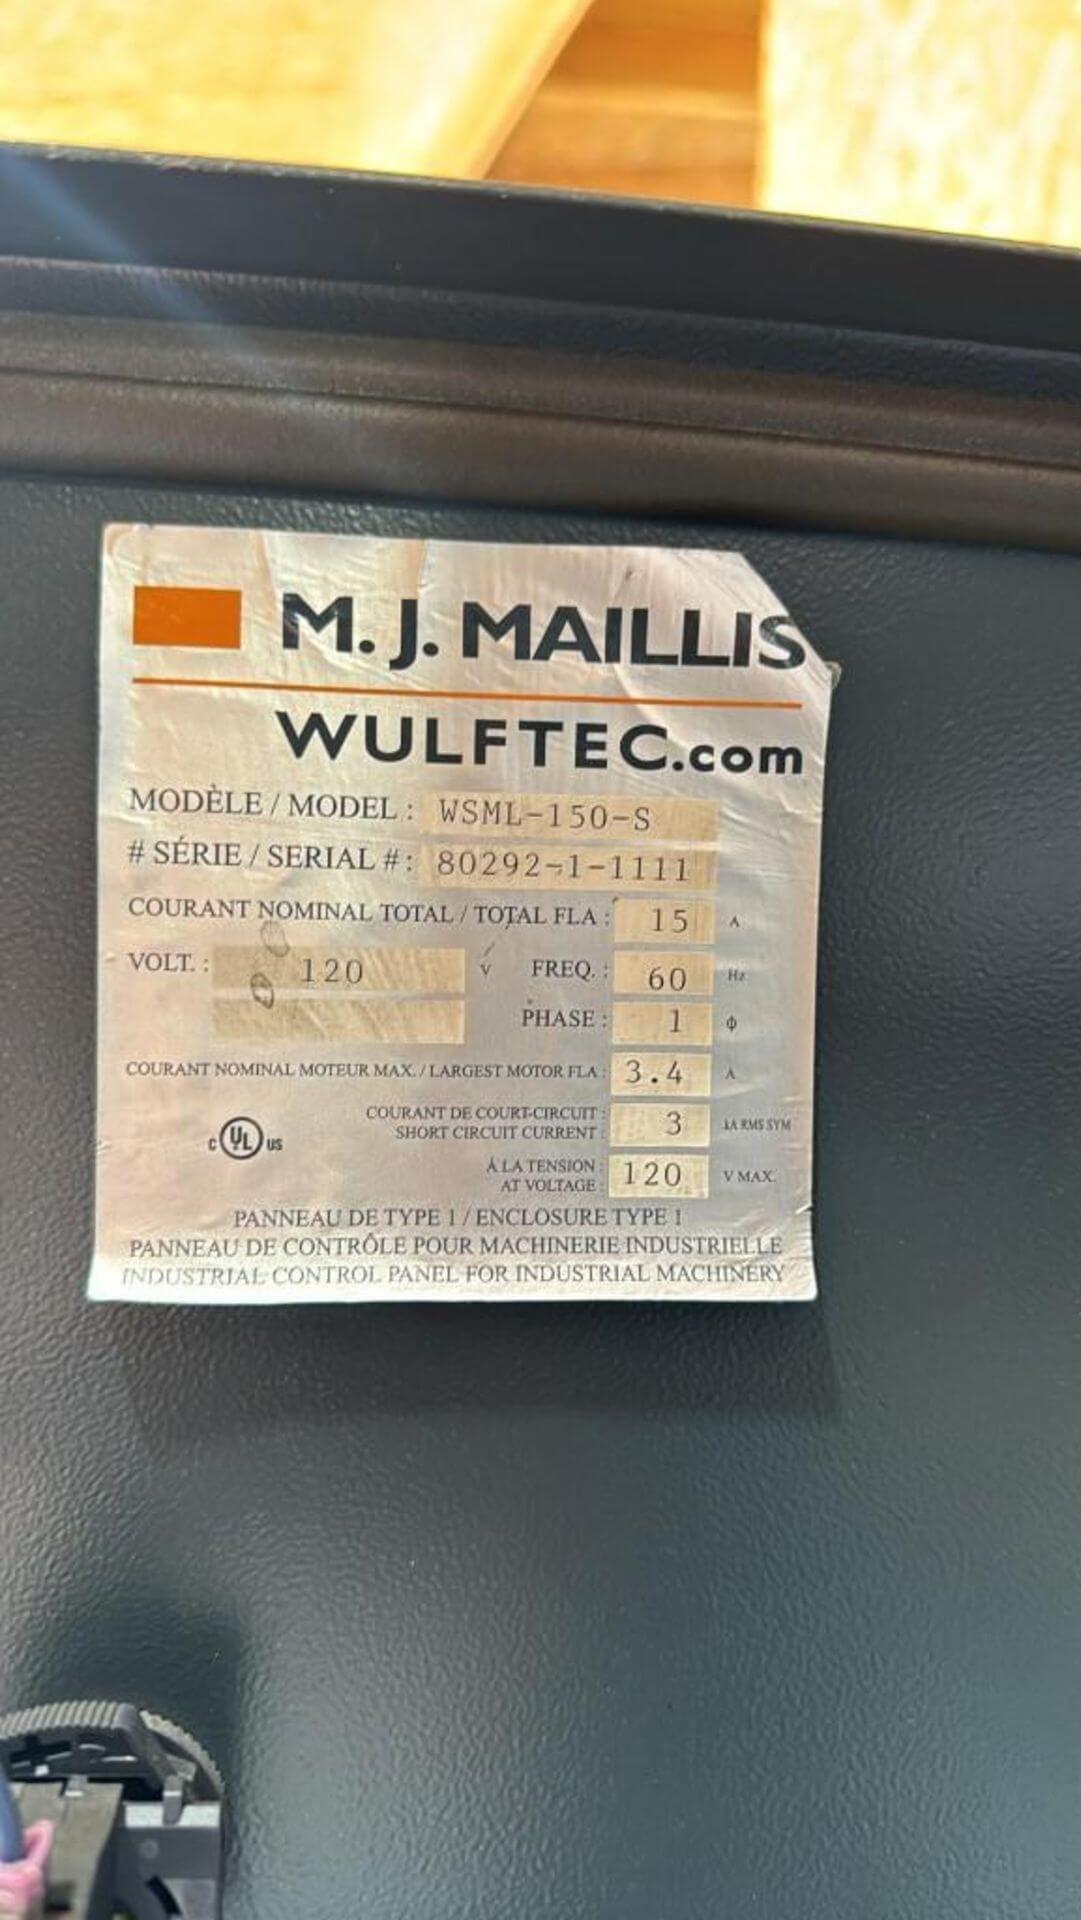 M. J. MAILLIS
WULFTEC.com
MODÈLE / MODEL : WSML-150-S
# SÉRIE / SERIAL # : 80292-1-1111
COURANT NOMINAL TOTAL / TOTAL FLA : 15 A
VOLT. : 120 V FREQ. : 60 Hz
PHASE : 1 ϕ
COURANT NOMINAL MOTEUR MAX. / LARGEST MOTOR FLA : 3.4 A
COURANT DE COURT-CIRCUIT :
SHORT CIRCUIT CURRENT : 3 kA RMS SYM
À LA TENSION :
AT VOLTAGE : 120 V MAX.
c UL us
PANNEAU DE TYPE 1 / ENCLOSURE TYPE 1
PANNEAU DE CONTRÔLE POUR MACHINERIE INDUSTRIELLE
INDUSTRIAL CONTROL PANEL FOR INDUSTRIAL MACHINERY